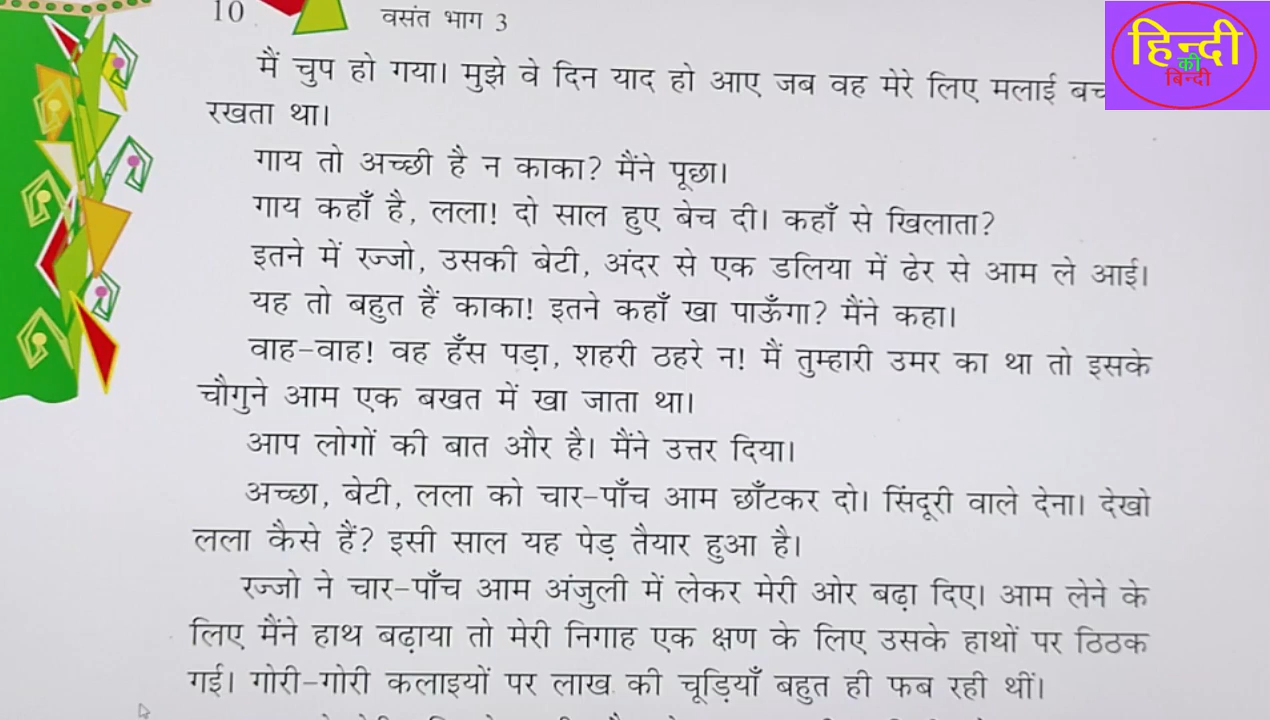 10
वसंत भाग 3
हिन्दी
की
बिन्दी
मैं चुप हो गया। मुझे वे दिन याद हो आए जब वह मेरे लिए मलाई
रखता था।
गाय तो अच्छी है न काका? मैंने पूछा।
गाय कहाँ है, लला! दो साल हुए बेच दी। कहाँ से खिलाता?
इतने में रज्जो, उसकी बेटी, अंदर से एक डलिया में ढेर से आम ले आई।
यह तो बहुत हैं काका! इतने कहाँ खा पाऊँगा? मैंने कहा।
वाह-वाह! वह हँस पड़ा, शहरी ठहरे न! मैं तुम्हारी उमर का था तो इसके
चौगुने आम एक बखत में खा जाता था।
आप लोगों की बात और है। मैंने उत्तर दिया।
अच्छा, बेटी, लला को चार-पाँच आम छाँटकर दो। सिंदूरी वाले देना। देखो
लला कैसे हैं? इसी साल यह पेड़ तैयार हुआ है।
रज्जो ने चार-पाँच आम अंजुली में लेकर मेरी ओर बढ़ा दिए। आम लेने के
लिए मैंने हाथ बढ़ाया तो मेरी निगाह एक क्षण के लिए उसके हाथों पर ठिठक
गई। गोरी-गोरी कलाइयों पर लाख की चूड़ियाँ बहुत ही फब रही थीं।